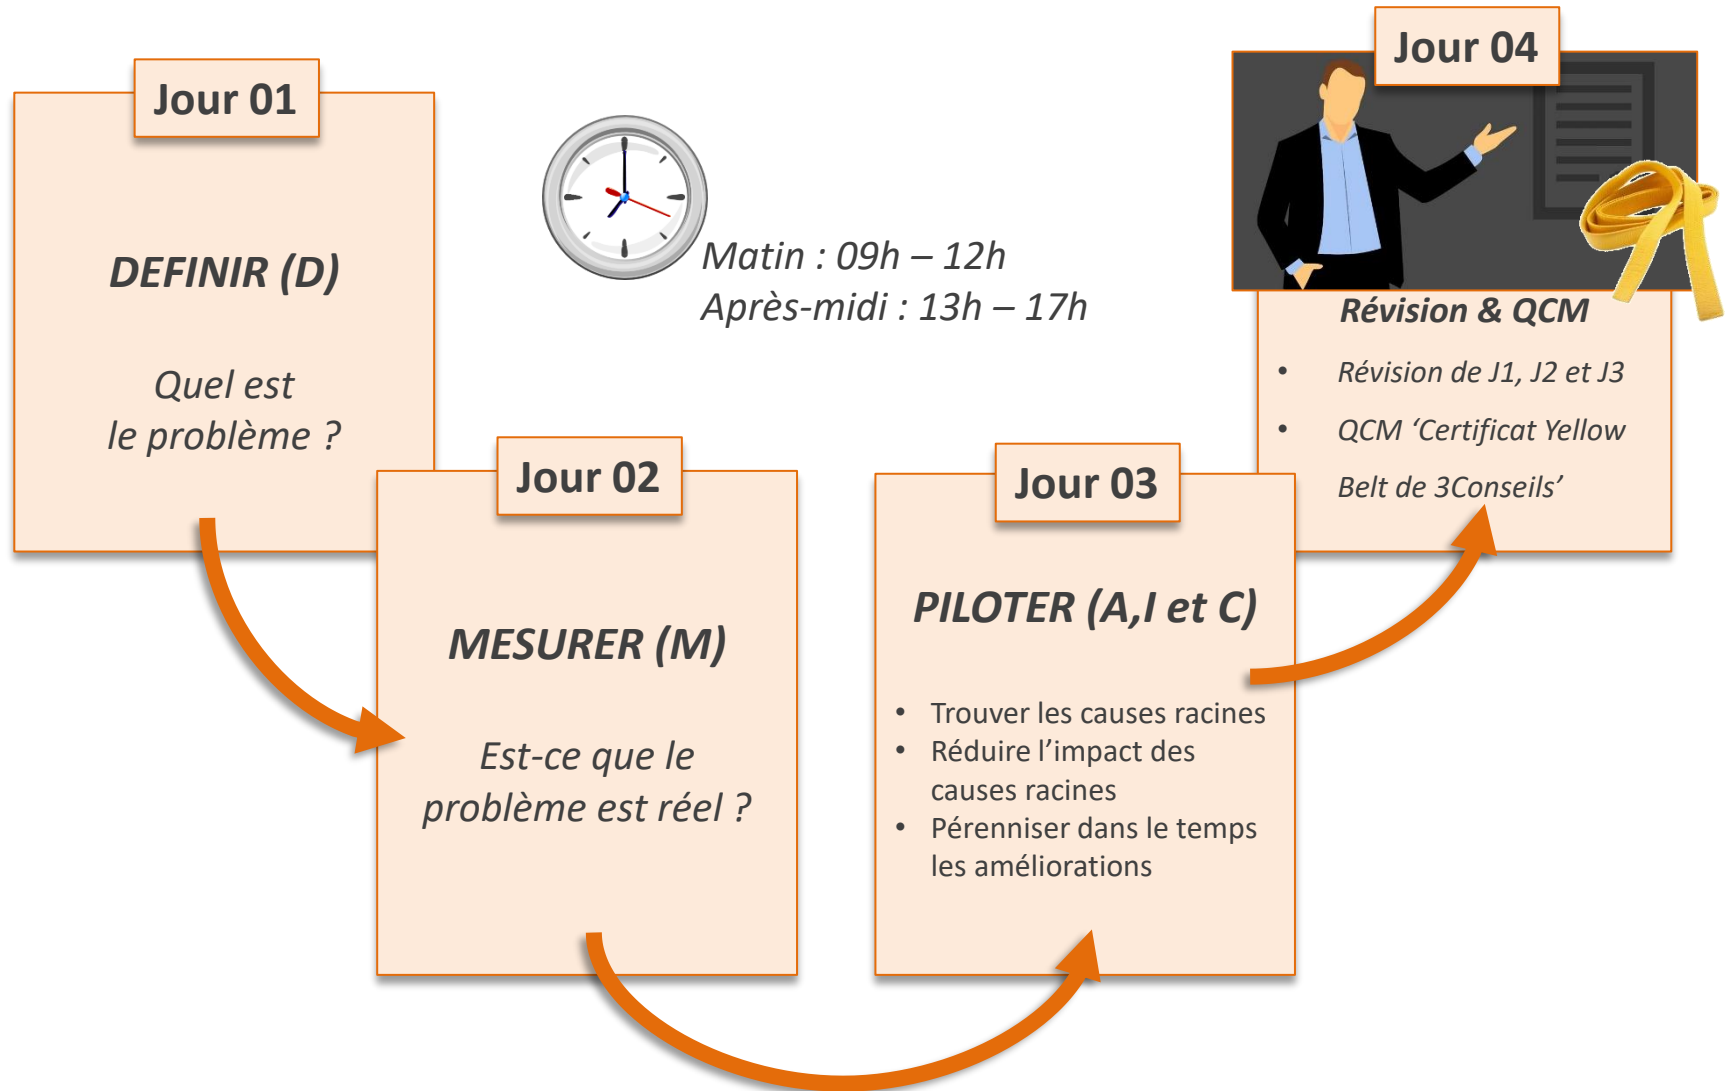 Jour 01
DEFINIR (D)
Quel est
le problème ?
Matin : 09h – 12h
Après-midi : 13h – 17h
Jour 02
MESURER (M)
Est-ce que le
problème est réel ?
Jour 03
PILOTER (A,I et C)
• Trouver les causes racines
• Réduire l’impact des
causes racines
• Pérenniser dans le temps
les améliorations
Jour 04
Révision & QCM
• Révision de J1, J2 et J3
• QCM ‘Certificat Yellow
Belt de 3Conseils’